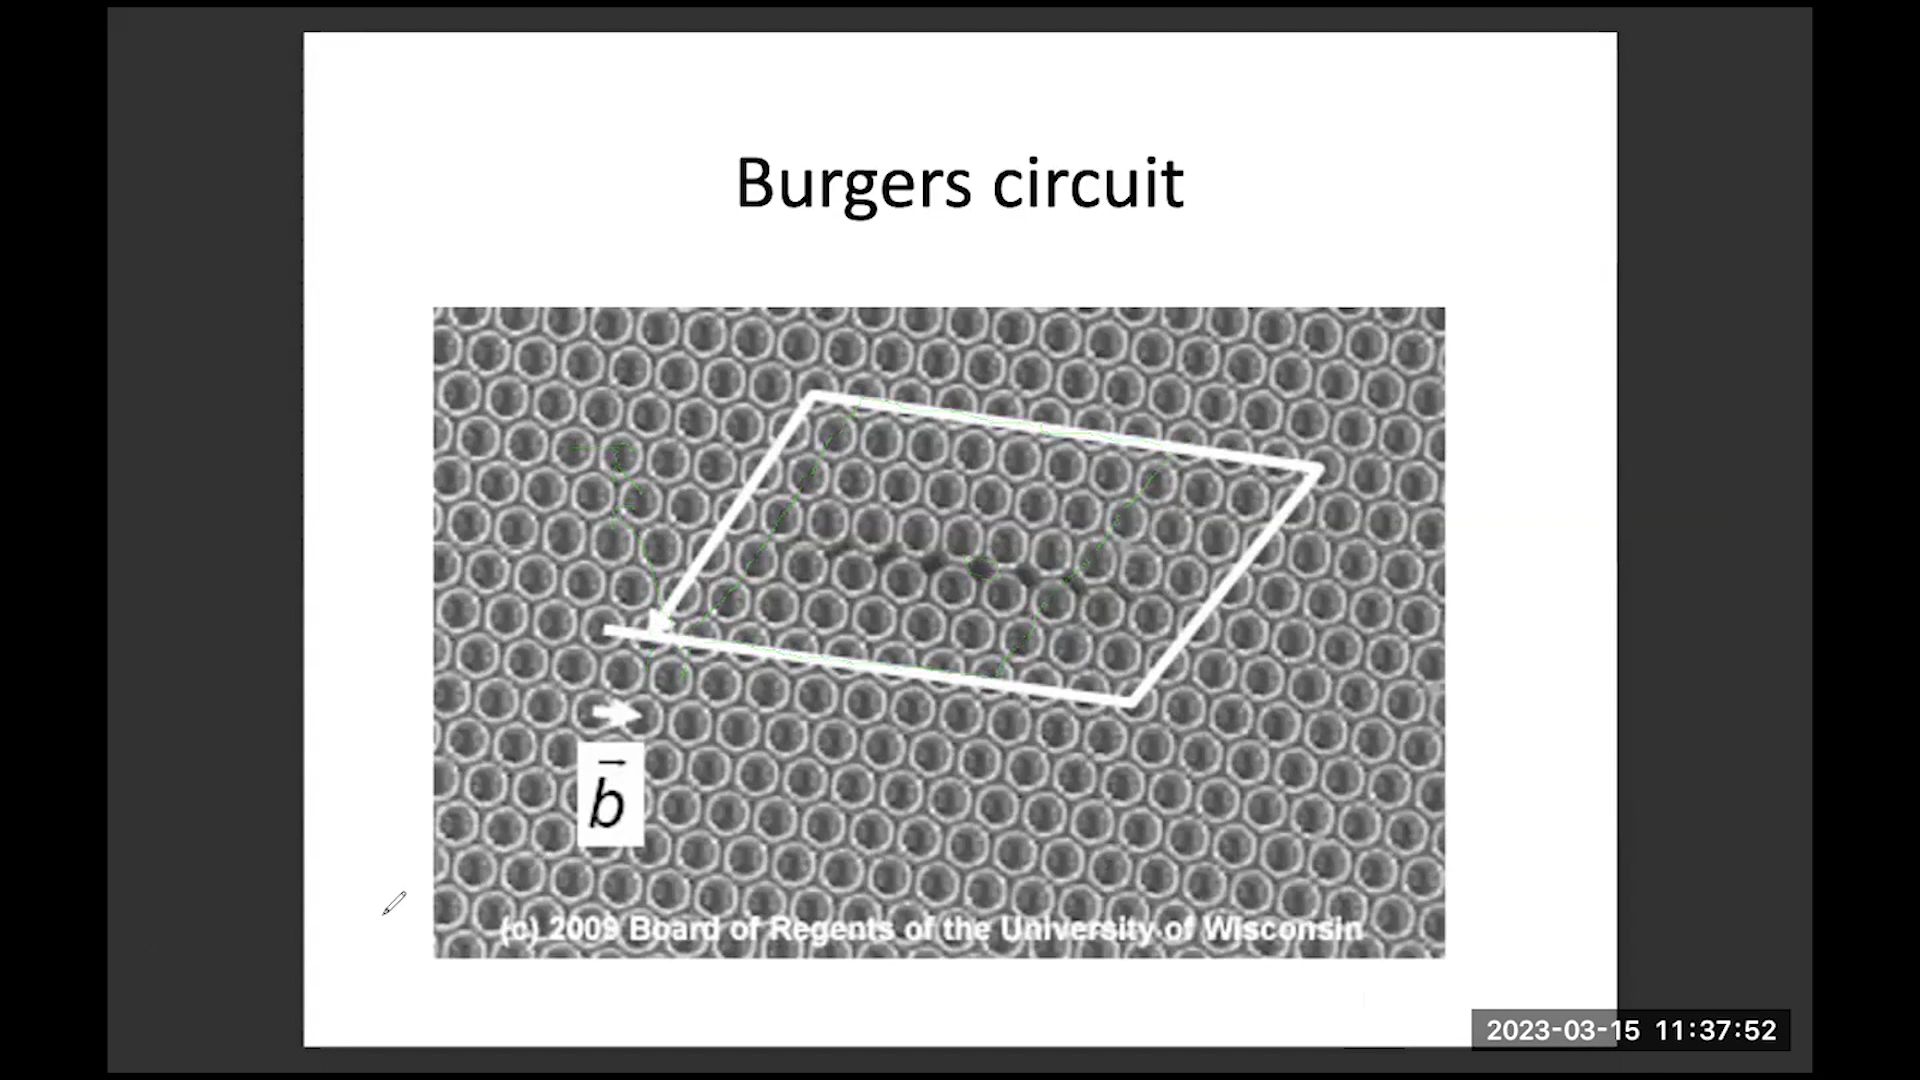 Burgers circuit
b
(c) 2009 Board of Regents of the University of Wisconsin
2023-03-15 11:37:52